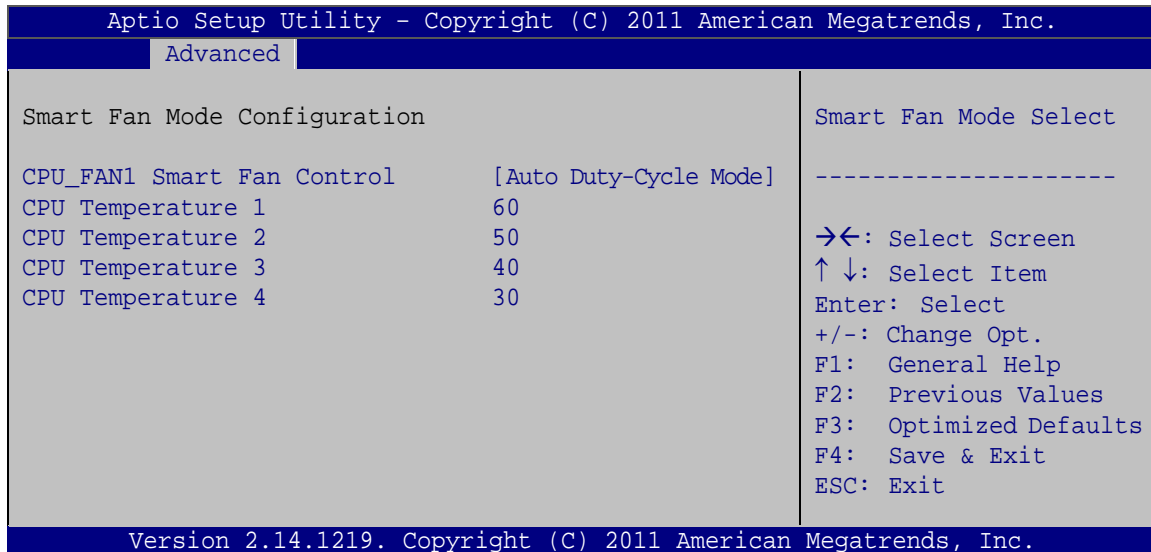 Aptio Setup Utility – Copyright (C) 2011 American Megatrends, Inc.
Advanced
Smart Fan Mode Configuration
CPU_FAN1 Smart Fan Control [Auto Duty-Cycle Mode]
CPU Temperature 1 60
CPU Temperature 2 50
CPU Temperature 3 40
CPU Temperature 4 30
Smart Fan Mode Select
---------------------
→←: Select Screen
↑ ↓: Select Item
Enter: Select
+/-: Change Opt.
F1: General Help
F2: Previous Values
F3: Optimized Defaults
F4: Save & Exit
ESC: Exit
Version 2.14.1219. Copyright (C) 2011 American Megatrends, Inc.